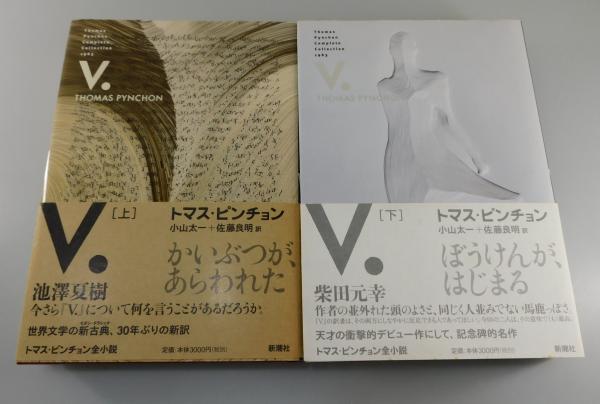 Thomas
Pynchon
Complete
Collection
1963
V.
THOMAS PYNCHON
V.
[上]
トマス・ピンチョン
小山太一+佐藤良明 訳
かいぶつが、
あらわれた
池澤夏樹
今さら『V.』について何を言うことがあるだろうか。
世界文学の新古典、30年ぶりの新訳
トマス・ピンチョン全小説
定価:本体3000円(税別)
新潮社
Thomas
Pynchon
Complete
Collection
1963
V.
THOMAS PYNCHON
V.
[下]
トマス・ピンチョン
小山太一+佐藤良明 訳
ぼうけんが、
はじまる
柴田元幸
作者の並外れた頭のよさと、同じく人並みでない馬鹿っぽさ。
天才の衝撃的デビュー作にして、記念碑的名作
トマス・ピンチョン全小説
定価:本体3000円(税別)
新潮社